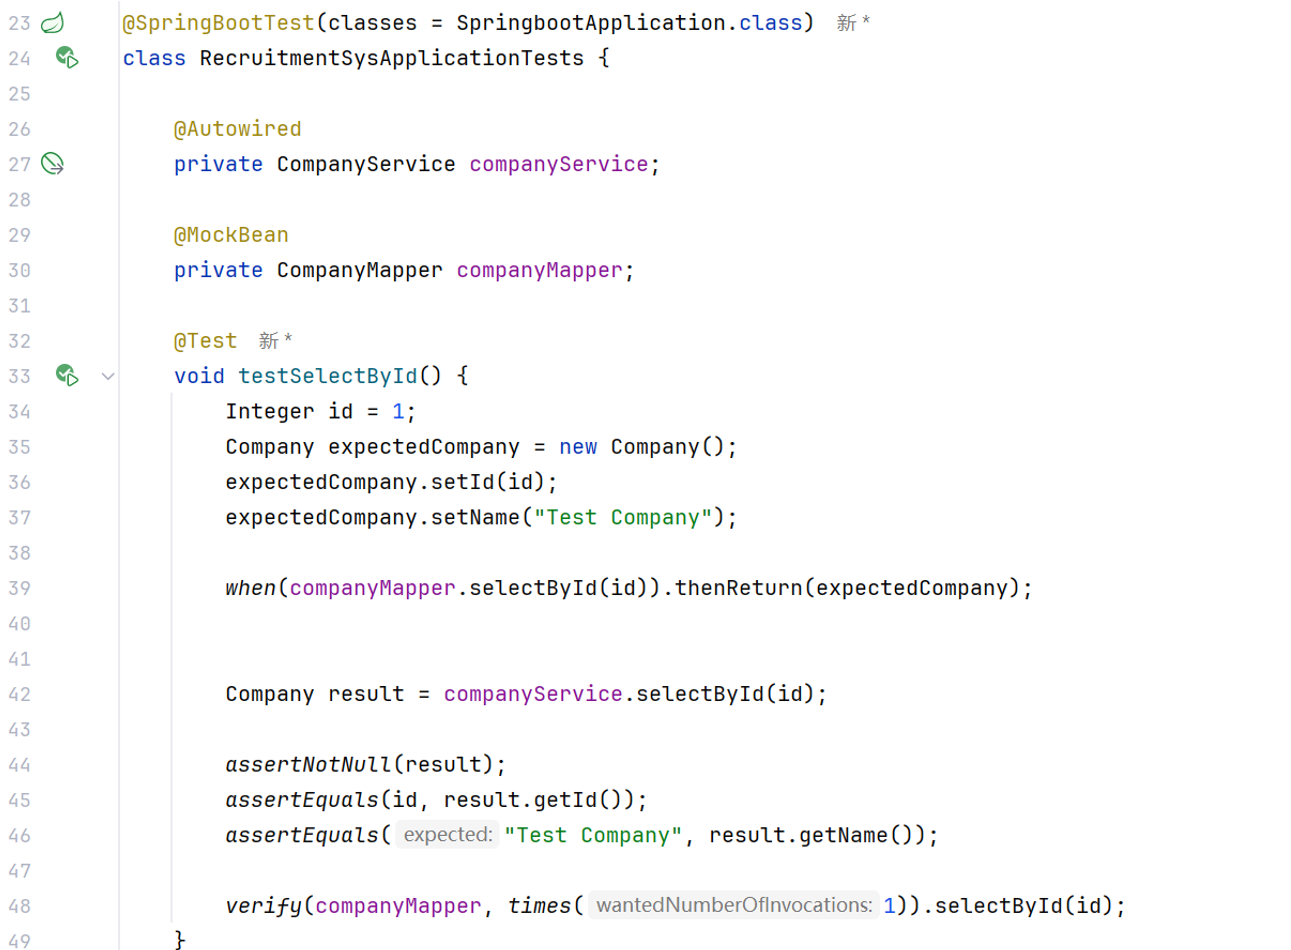 23 @SpringBootTest(classes = SpringbootApplication.class) 新 *
24 class RecruitmentSysApplicationTests {
25
26 @Autowired
27 private CompanyService companyService;
28
29 @MockBean
30 private CompanyMapper companyMapper;
31
32 @Test 新 *
33 void testSelectById() {
34 Integer id = 1;
35 Company expectedCompany = new Company();
36 expectedCompany.setId(id);
37 expectedCompany.setName("Test Company");
38
39 when(companyMapper.selectById(id)).thenReturn(expectedCompany);
40
41
42 Company result = companyService.selectById(id);
43
44 assertNotNull(result);
45 assertEquals(id, result.getId());
46 assertEquals( expected: "Test Company", result.getName());
47
48 verify(companyMapper, times( wantedNumberOfInvocations: 1)).selectById(id);
49 }